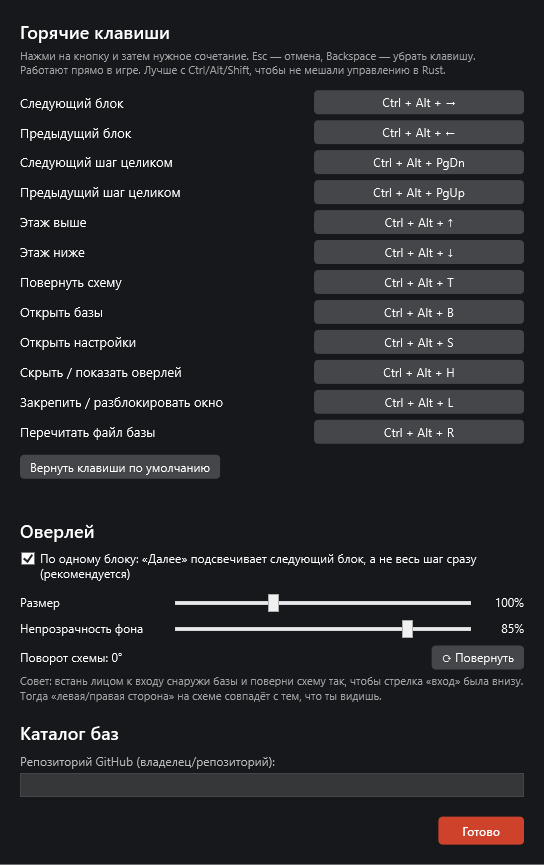 Горячие клавиши
Нажми на кнопку и затем нужное сочетание. Esc — отмена, Backspace — убрать клавишу.
Работают прямо в игре. Лучше с Ctrl/Alt/Shift, чтобы не мешали управлению в Rust.
Следующий блок Ctrl + Alt + →
Предыдущий блок Ctrl + Alt + ←
Следующий шаг целиком Ctrl + Alt + PgDn
Предыдущий шаг целиком Ctrl + Alt + PgUp
Этаж выше Ctrl + Alt + ↑
Этаж ниже Ctrl + Alt + ↓
Повернуть схему Ctrl + Alt + T
Открыть базы Ctrl + Alt + B
Открыть настройки Ctrl + Alt + S
Скрыть / показать оверлей Ctrl + Alt + H
Закрепить / разблокировать окно Ctrl + Alt + L
Перечитать файл базы Ctrl + Alt + R
Вернуть клавиши по умолчанию
Оверлей
По одному блоку: «Далее» подсвечивает следующий блок, а не весь шаг сразу
(рекомендуется)
Размер 100%
Непрозрачность фона 85%
Поворот схемы: 0° ⟳ Повернуть
Совет: встань лицом к входу снаружи базы и поверни схему так, чтобы стрелка «вход» была внизу.
Тогда «левая/правая сторона» на схеме совпадёт с тем, что ты видишь.
Каталог баз
Репозиторий GitHub (владелец/репозиторий):
Готово